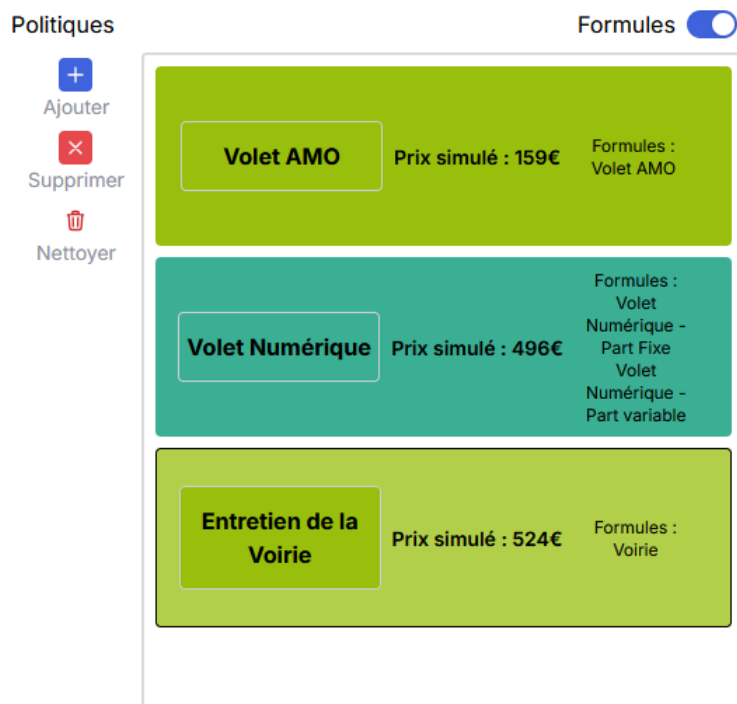 Politiques
Formules
Ajouter
Supprimer
Nettoyer
Volet AMO
Prix simulé : 159€
Formules :
Volet AMO
Volet Numérique
Prix simulé : 496€
Formules :
Volet
Numérique -
Part Fixe
Volet
Numérique -
Part variable
Entretien de la
Voirie
Prix simulé : 524€
Formules :
Voirie